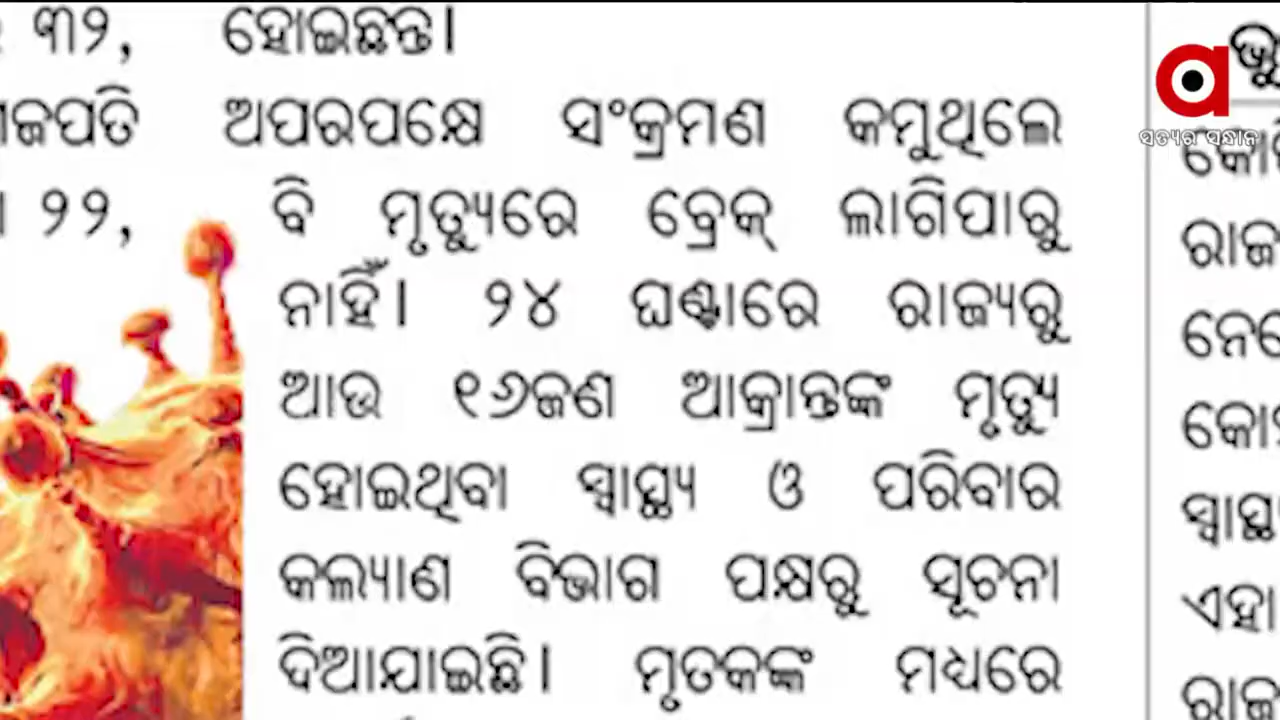 ୩୨,
ହୋଇଛନ୍ତି।
ଅପରପକ୍ଷେ ସଂକ୍ରମଣ କମୁଥିଲେ
ବି ମୃତ୍ୟୁରେ ବ୍ରେକ୍ ଲାଗିପାରୁ
୨୨,
ନାହିଁ। ୨୪ ଘଣ୍ଟାରେ ରାଜ୍ୟରୁ
ଆଉ ୧୬ଜଣ ଆକ୍ରାନ୍ତଙ୍କ ମୃତ୍ୟୁ
ହୋଇଥିବା ସ୍ୱାସ୍ଥ୍ୟ ଓ ପରିବାର
କଲ୍ୟାଣ ବିଭାଗ ପକ୍ଷରୁ ସୂଚନା
ଦିଆଯାଇଛି। ମୃତକଙ୍କ ମଧ୍ୟରେ
ସତ୍ୟର ସନ୍ଧାନ
ଏହା